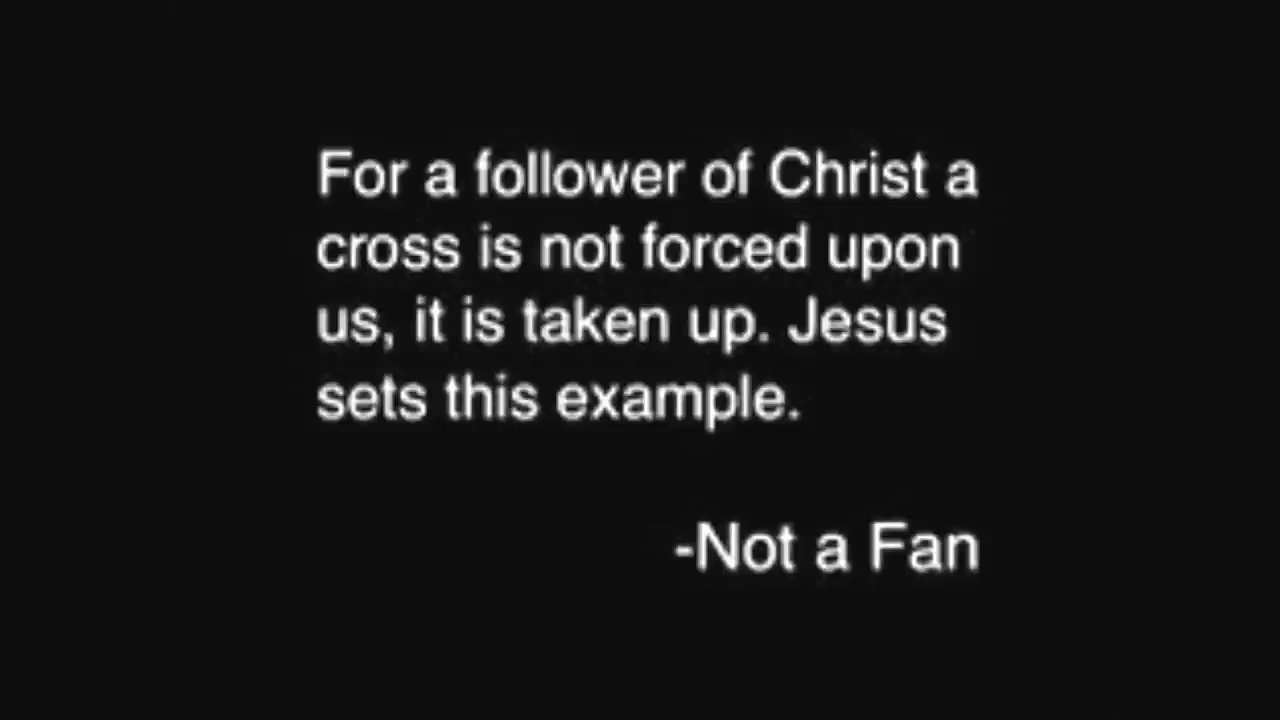 For a follower of Christ a
cross is not forced upon
us, it is taken up. Jesus
sets this example.
-Not a Fan